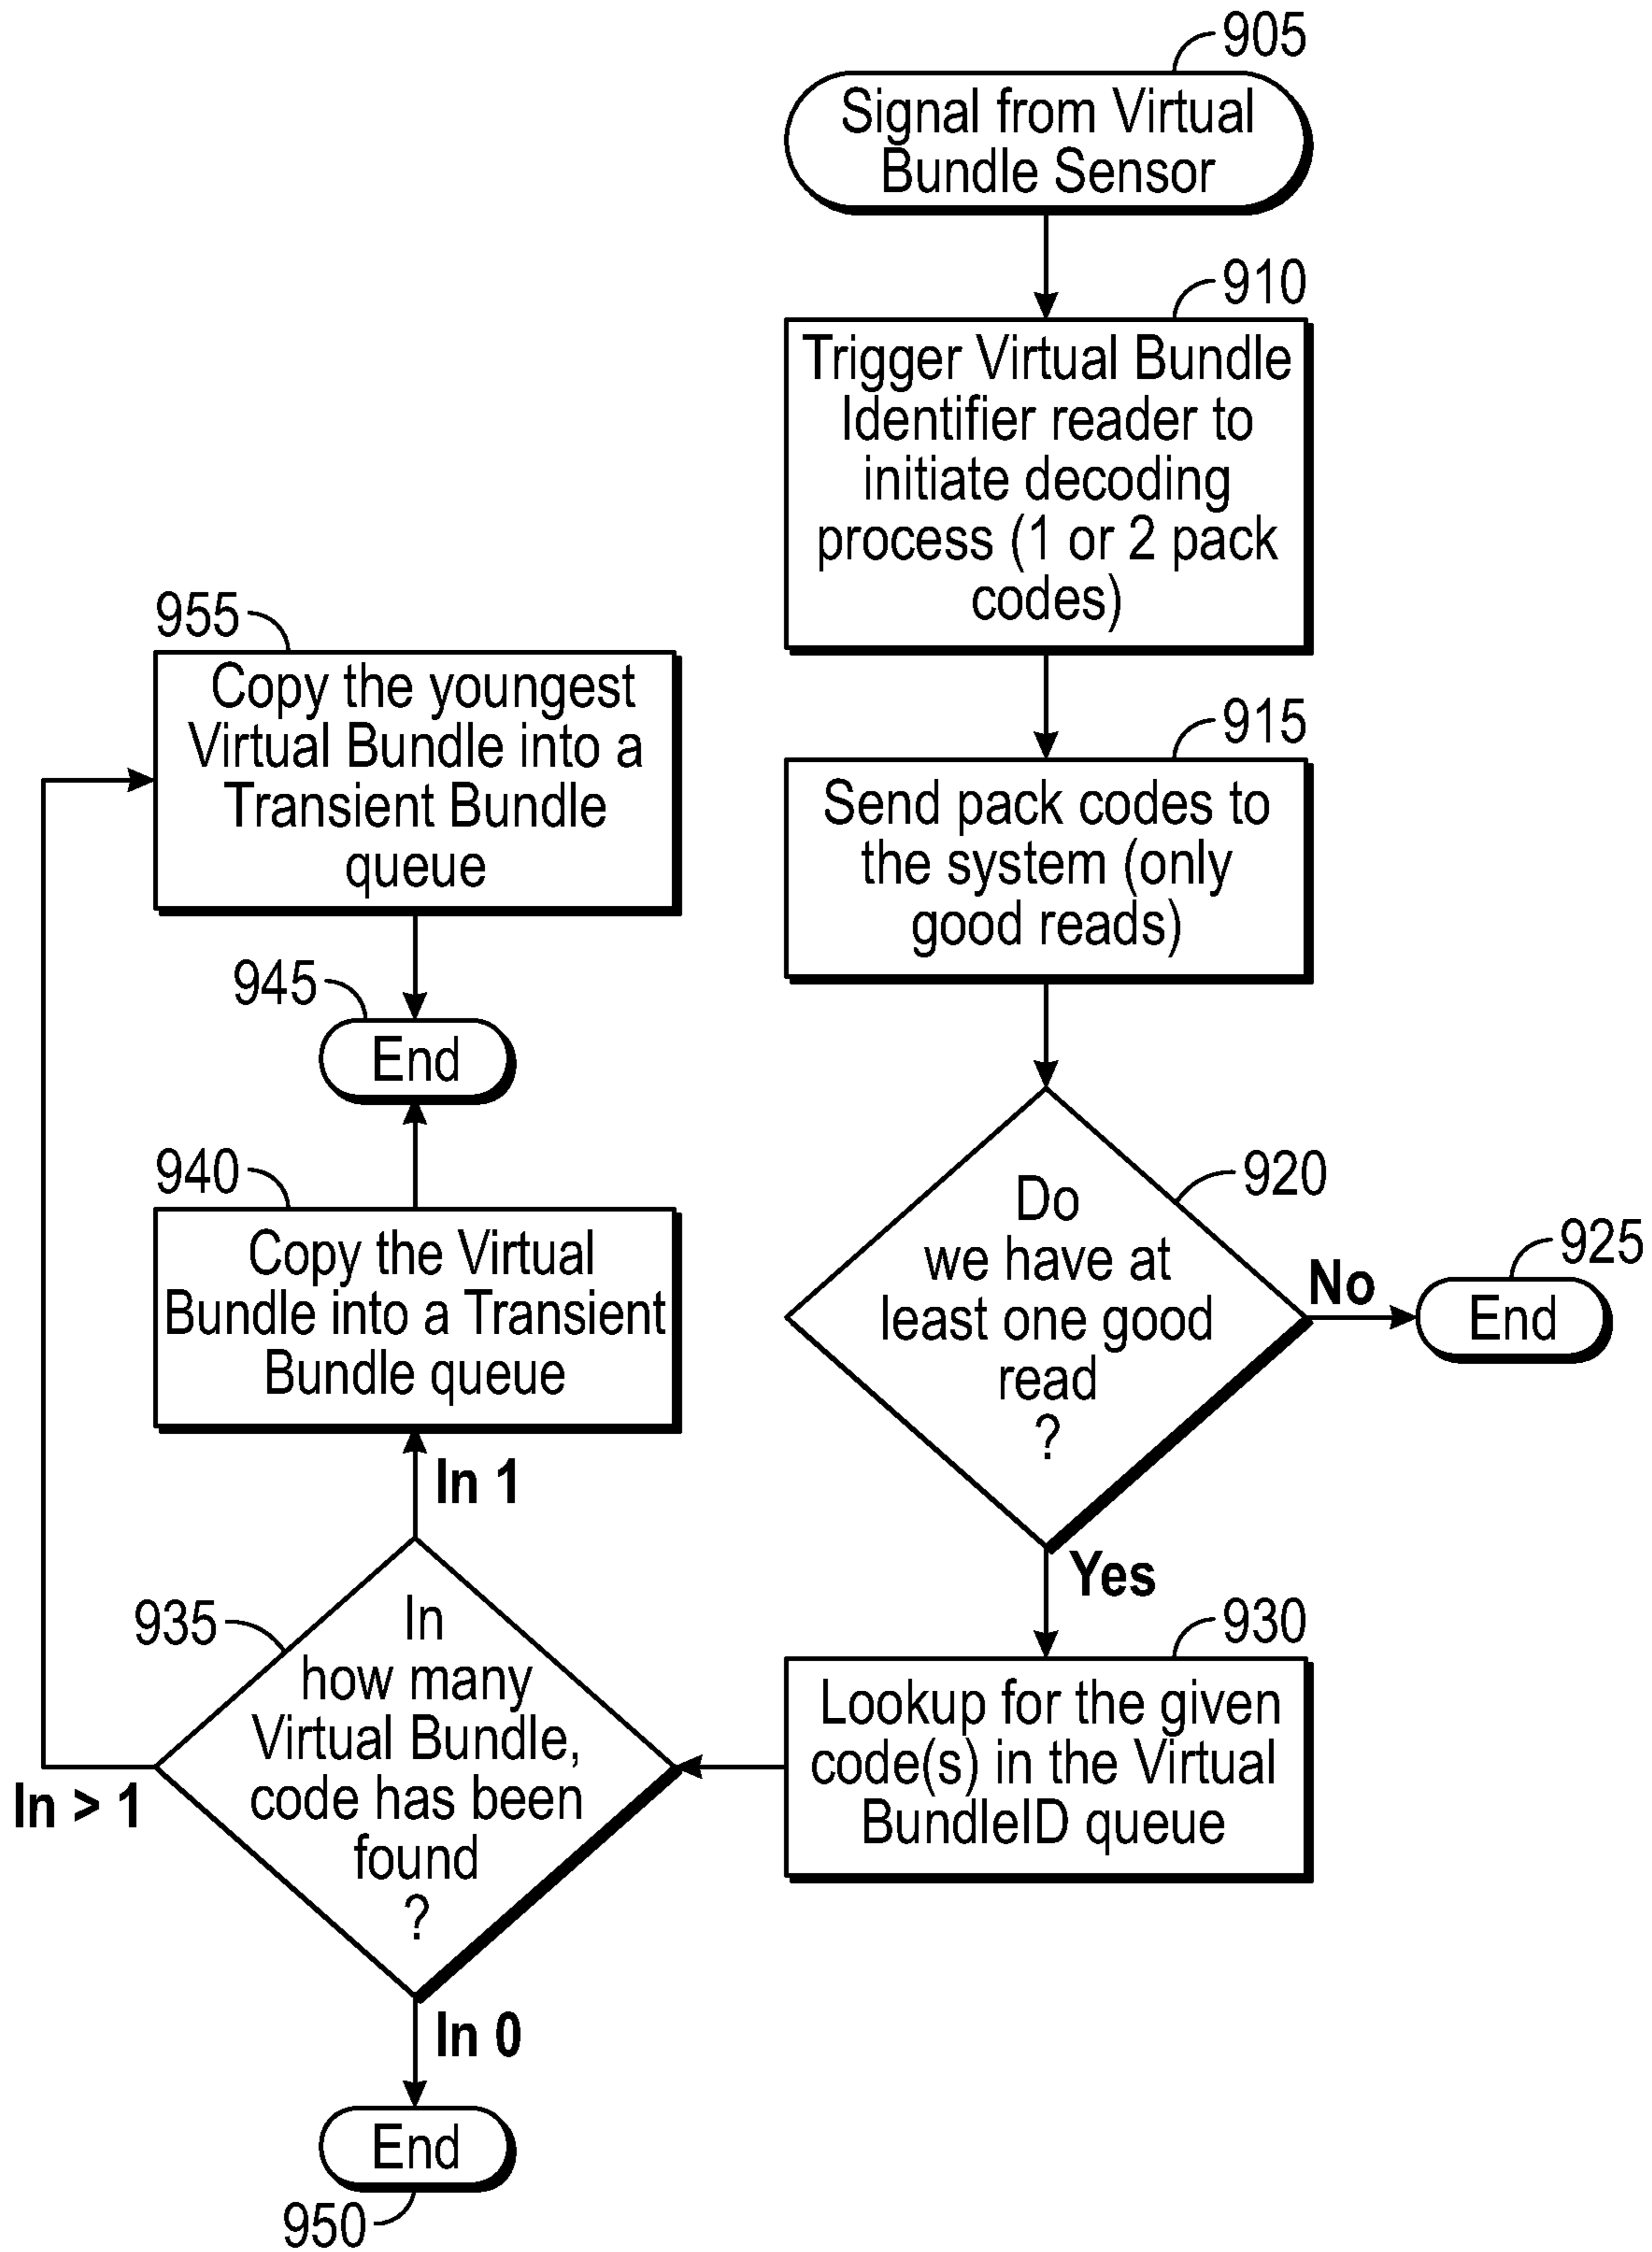 905
Signal from Virtual
Bundle Sensor
910
Trigger Virtual Bundle
Identifier reader to
initiate decoding
process (1 or 2 pack
codes)
915
Send pack codes to
the system (only
good reads)
920
Do
we have at
least one good
read
?
No
925
End
Yes
930
Lookup for the given
code(s) in the Virtual
BundleID queue
935
In
how many
Virtual Bundle,
code has been
found
?
In 1
940
Copy the Virtual
Bundle into a Transient
Bundle queue
945
End
In > 1
955
Copy the youngest
Virtual Bundle into a
Transient Bundle
queue
In 0
End
950